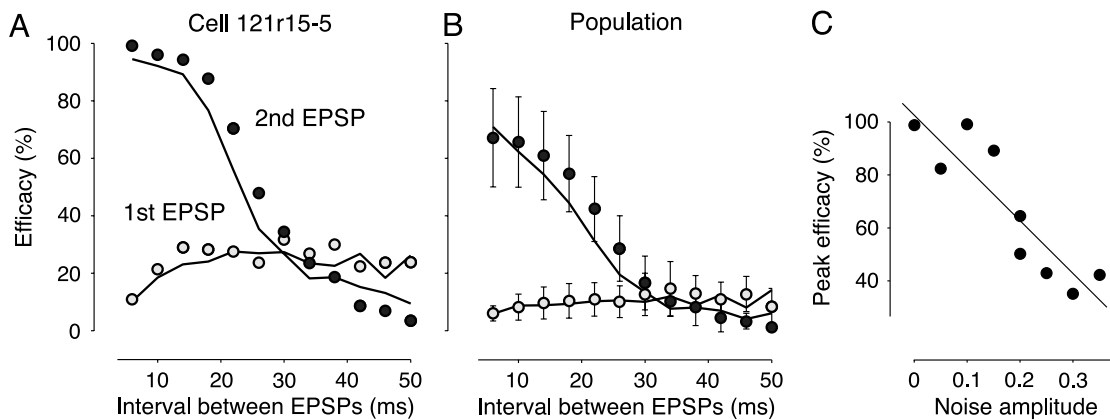 A
Cell 121r15-5
B
Population
C
Efficacy (%)
100
80
60
40
20
0
2nd EPSP
1st EPSP
10
20
30
40
50
Interval between EPSPs (ms)
10
20
30
40
50
Interval between EPSPs (ms)
Peak efficacy (%)
100
80
60
40
0
0.1
0.2
0.3
Noise amplitude